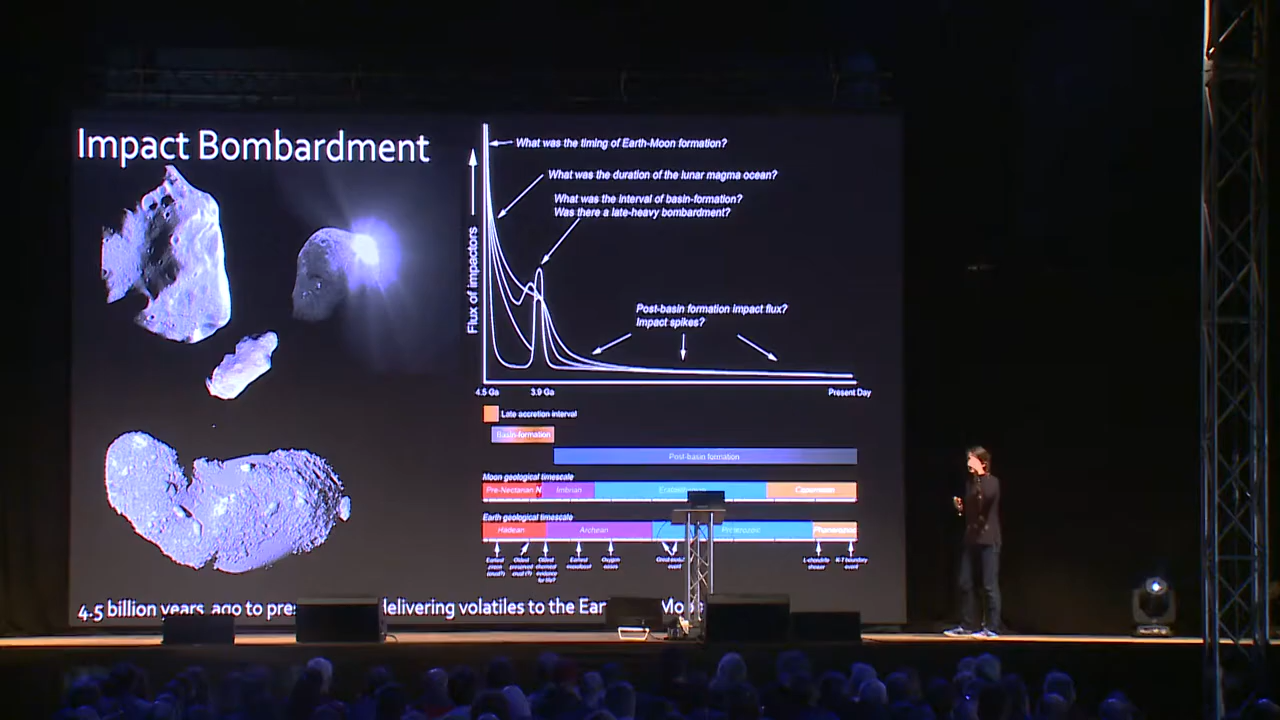 Impact Bombardment
What was the timing of Earth-Moon formation?
What was the duration of the lunar magma ocean?
What was the interval of basin-formation?
Was there a late-heavy bombardment?
Flux of impactors
Post-basin formation impact flux?
Impact spikes?
4.5 Ga 3.9 Ga Present Day
Late accretion interval
Basin-formation
Post-basin formation
Moon geological timescale
Pre-Nectarian N Imbrian
Earth geological timescale
Hadean Archean
K-T boundary
event
4.5 billion years ago to
delivering volatiles to the